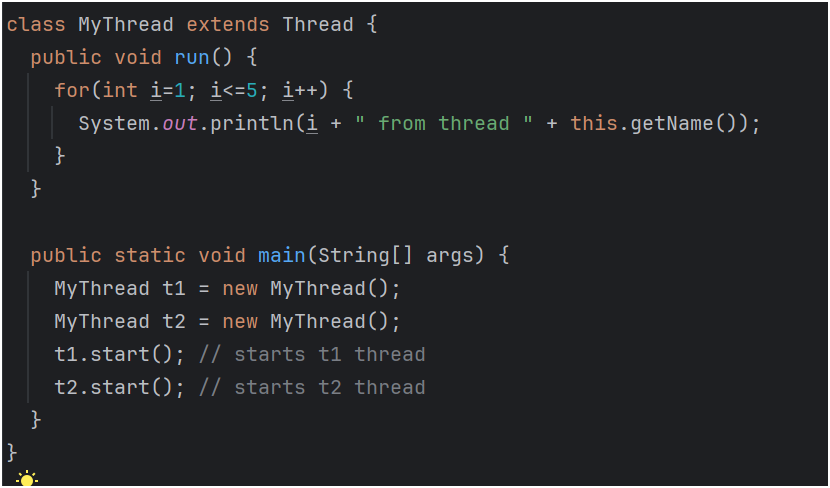 class MyThread extends Thread {
  public void run() {
    for(int i=1; i<=5; i++) {
      System.out.println(i + " from thread " + this.getName());
    }
  }

  public static void main(String[] args) {
    MyThread t1 = new MyThread();
    MyThread t2 = new MyThread();
    t1.start(); // starts t1 thread
    t2.start(); // starts t2 thread
  }
}